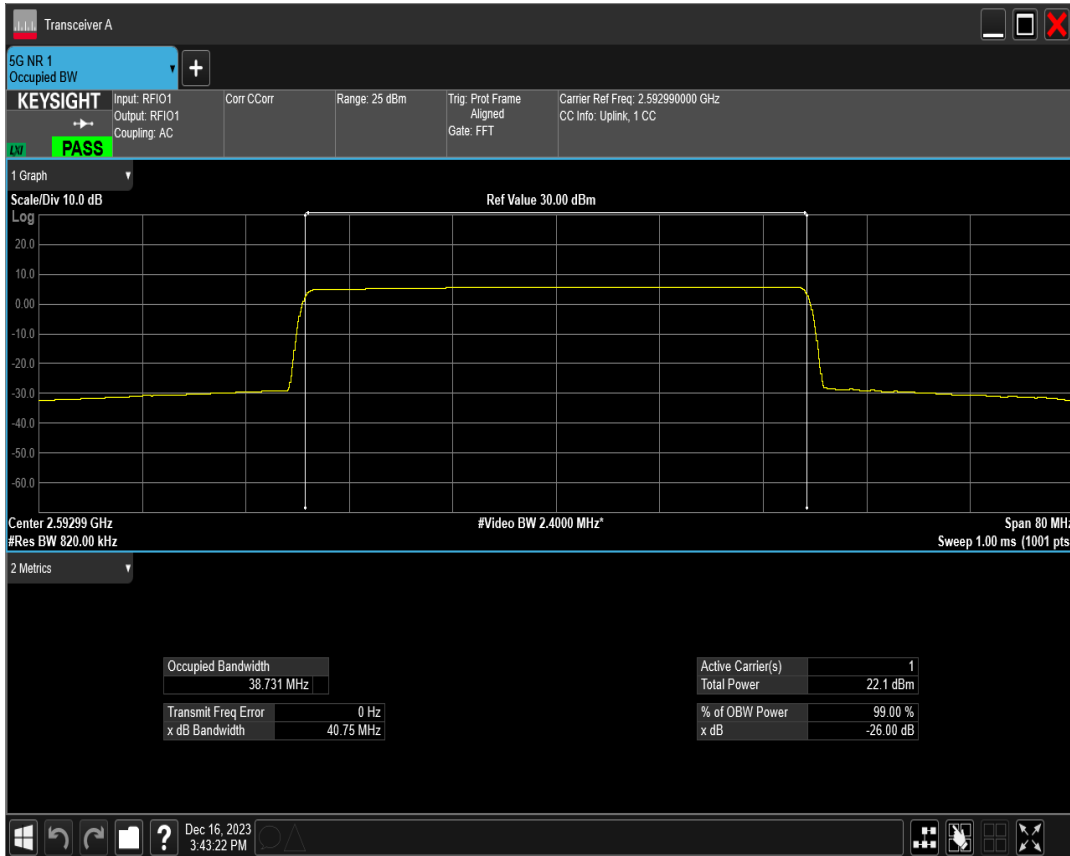 Transceiver A
5G NR 1
Occupied BW
KEYSIGHT
LXI
PASS
Input: RFIO1
Output: RFIO1
Coupling: AC
Corr CCorr
Range: 25 dBm
Trig: Prot Frame
Aligned
Gate: FFT
Carrier Ref Freq: 2.592990000 GHz
CC Info: Uplink, 1 CC
1 Graph
Scale/Div 10.0 dB
Ref Value 30.00 dBm
Log
20.0
10.0
0.00
-10.0
-20.0
-30.0
-40.0
-50.0
-60.0
Center 2.59299 GHz
#Video BW 2.4000 MHz*
Span 80 MHz
#Res BW 820.00 kHz
Sweep 1.00 ms (1001 pts
2 Metrics
Occupied Bandwidth
38.731 MHz
Transmit Freq Error 0 Hz
x dB Bandwidth 40.75 MHz
Active Carrier(s) 1
Total Power 22.1 dBm
% of OBW Power 99.00 %
x dB -26.00 dB
?
Dec 16, 2023
3:43:22 PM